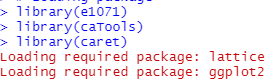 > library(e1071)
> library(caTools)
> library(caret)
Loading required package: lattice
Loading required package: ggplot2